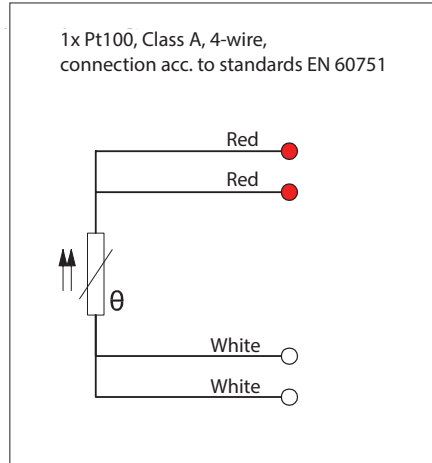 1x Pt100, Class A, 4-wire,
connection acc. to standards EN 60751
Red
Red
θ
White
White